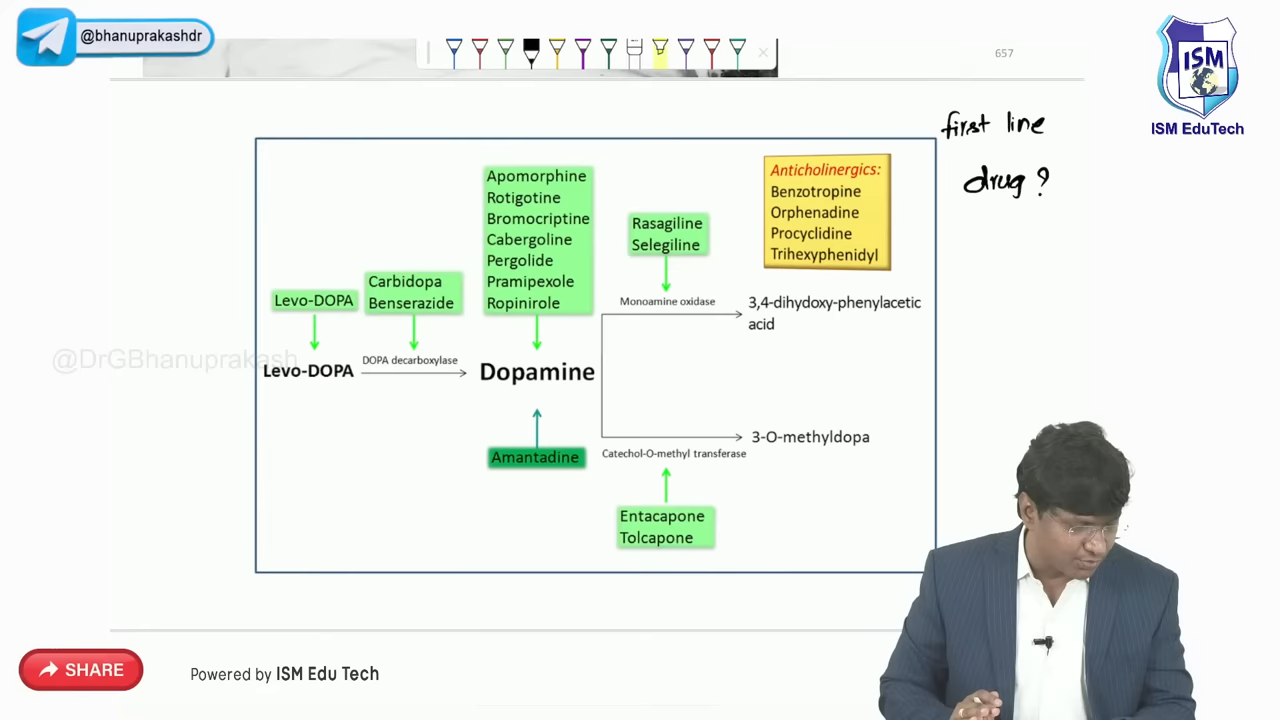 @bhanuprakashdr
657
ISM
ISM EduTech
first line
drug ?
Anticholinergics:
Benzotropine
Orphenadine
Procyclidine
Trihexyphenidyl
Apomorphine
Rotigotine
Bromocriptine
Cabergoline
Pergolide
Pramipexole
Ropinirole
Rasagiline
Selegiline
Carbidopa
Benserazide
Levo-DOPA
Monoamine oxidase
3,4-dihydoxy-phenylacetic
acid
@DrGBhanuprakash
DOPA decarboxylase
Levo-DOPA
Dopamine
Amantadine
3-O-methyldopa
Catechol-O-methyl transferase
Entacapone
Tolcapone
SHARE
Powered by ISM Edu Tech